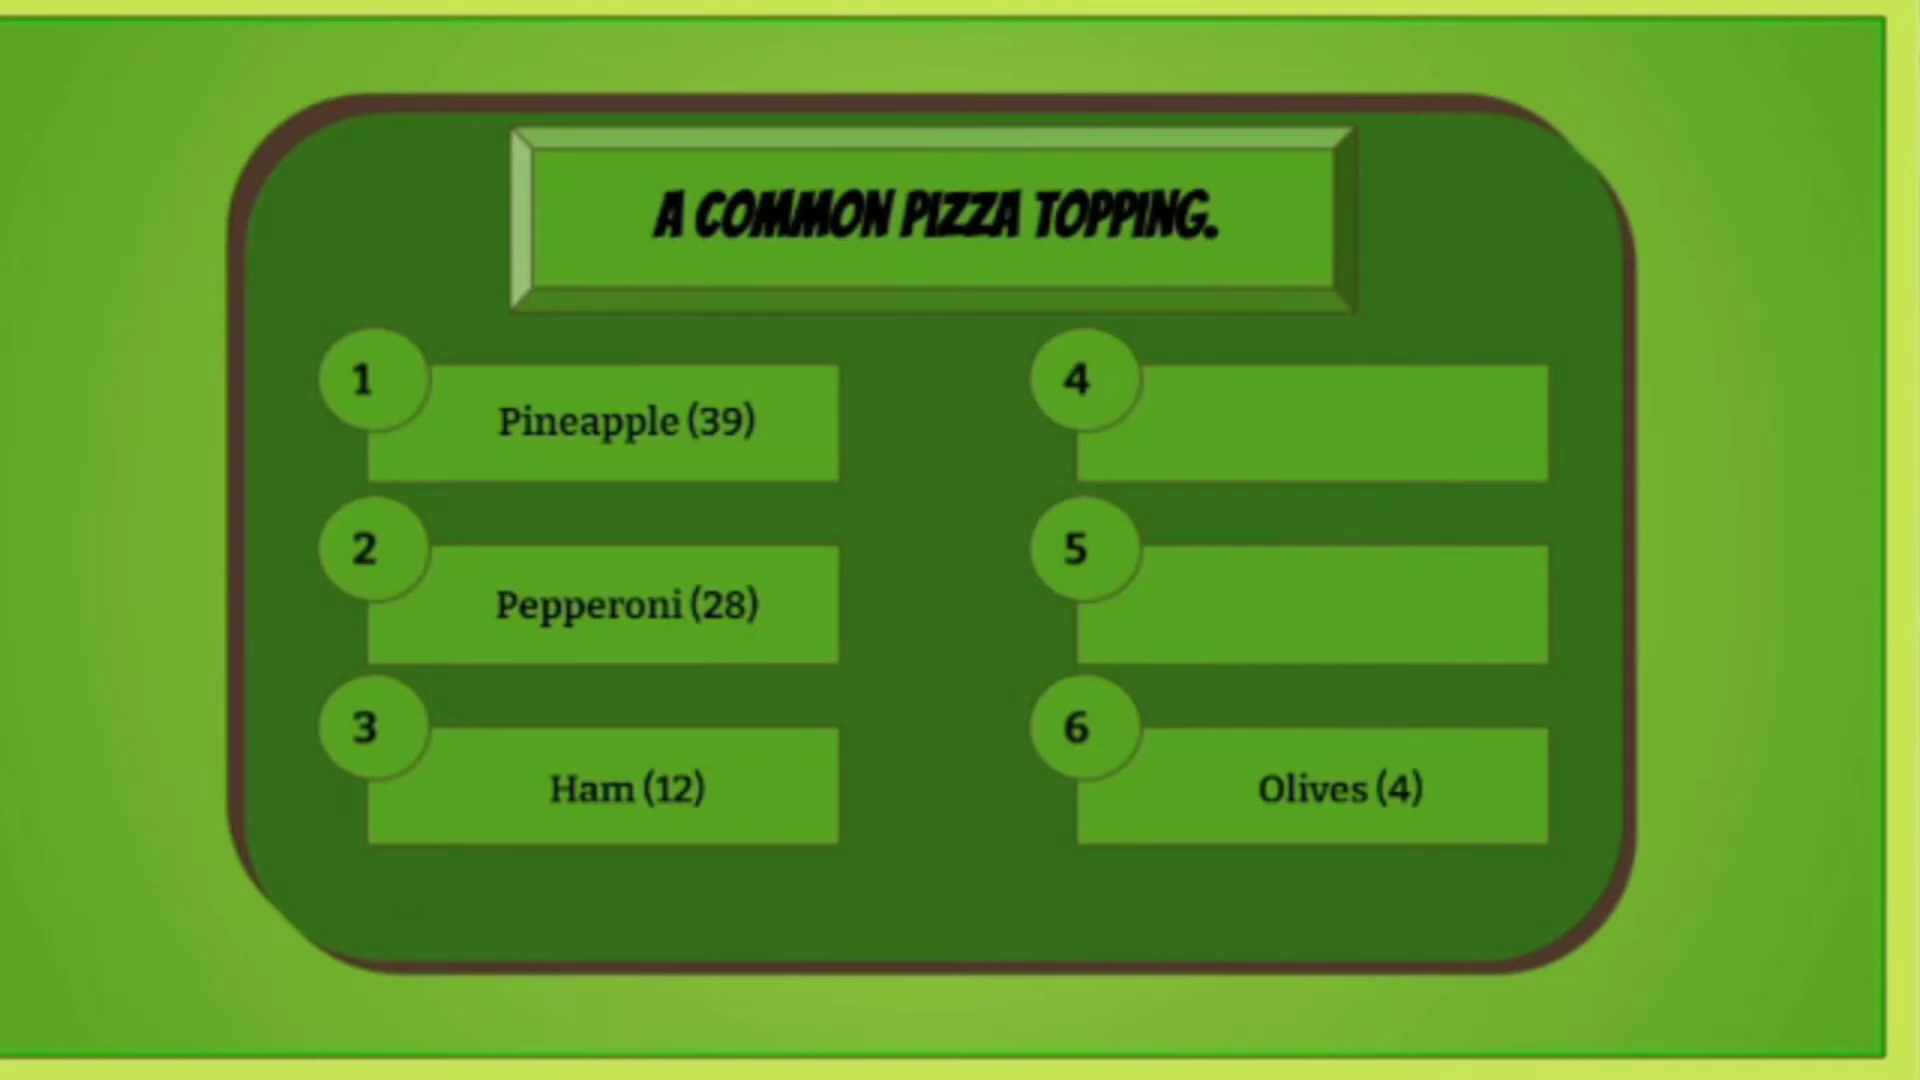 A COMMON PIZZA TOPPING.
1
Pineapple (39)
2
Pepperoni (28)
3
Ham (12)
4
5
6
Olives (4)